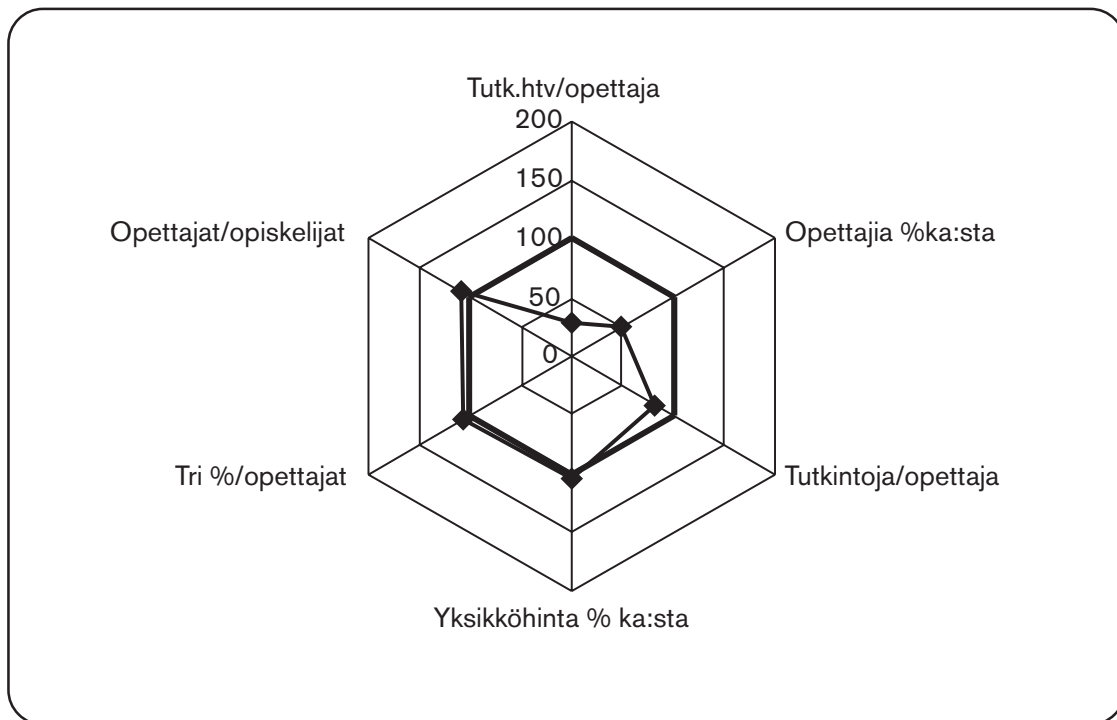 Tutk.htv/opettaja
200
150
100
50
0
Opettajat/opiskelijat
Opettajia %ka:sta
Tri %/opettajat
Tutkintoja/opettaja
Yksikköhinta % ka:sta